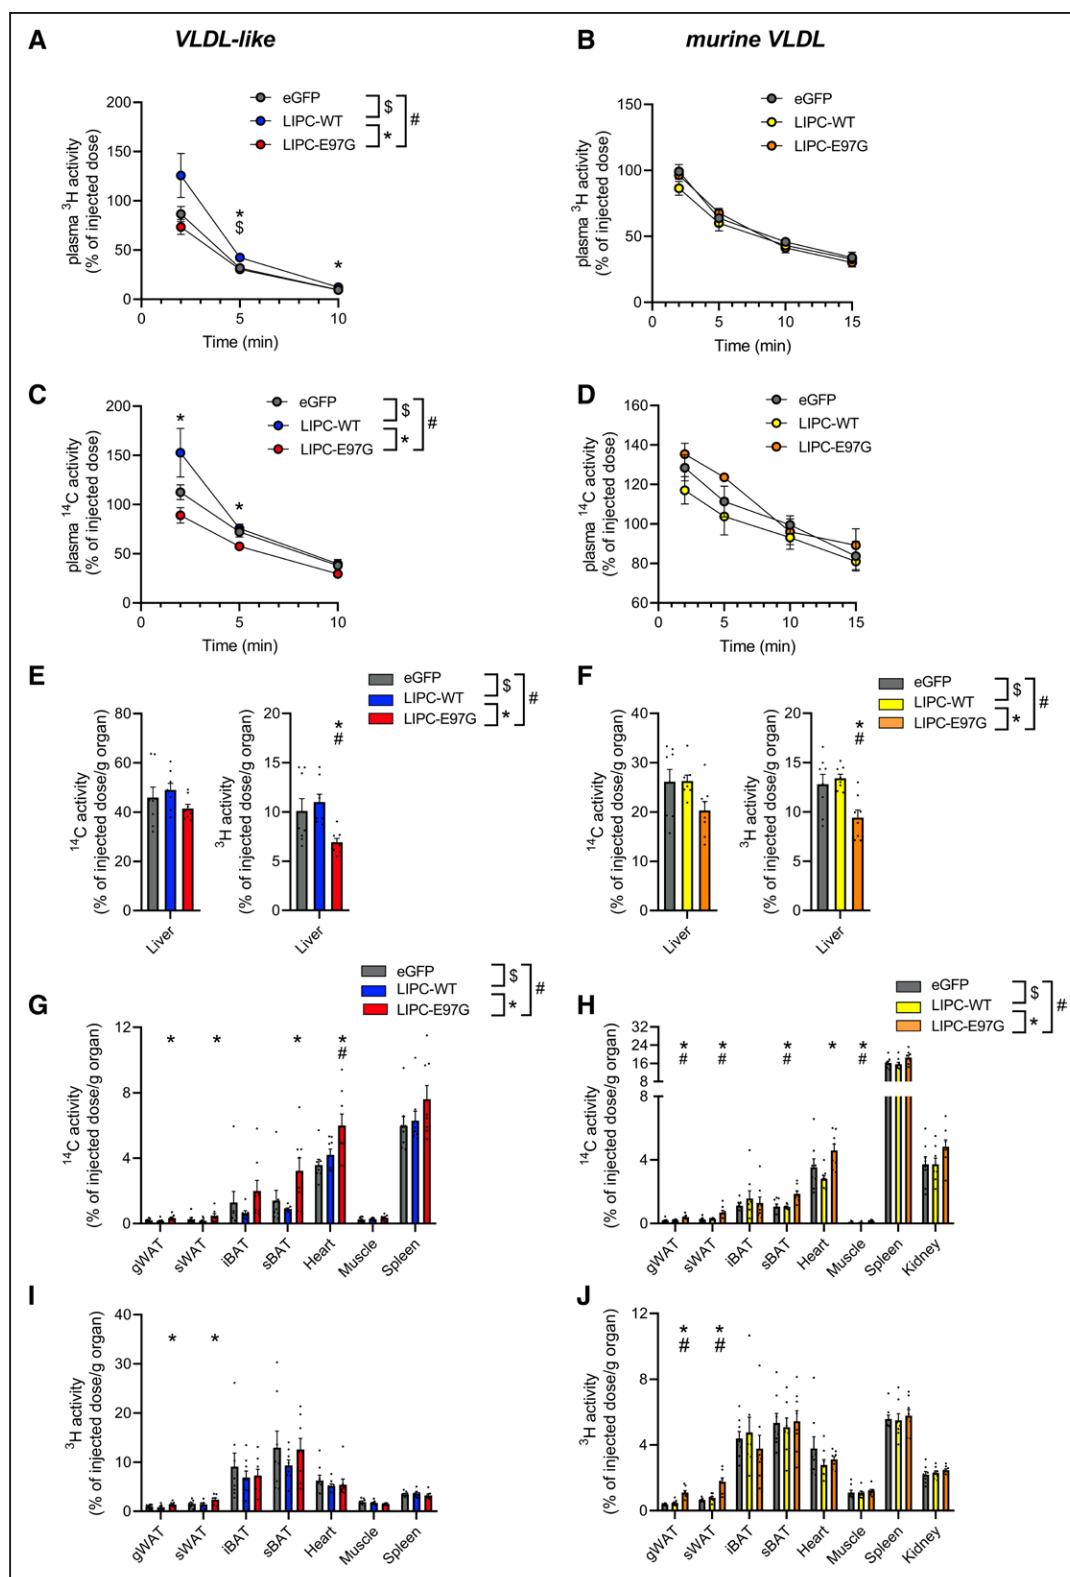 A
VLDL-like
B
murine VLDL
eGFP
LIPC-WT
LIPC-E97G
$
*
#
plasma ³H activity
(% of injected dose)
200
150
100
50
0
*
$
*
0
5
10
Time (min)
eGFP
LIPC-WT
LIPC-E97G
plasma ³H activity
(% of injected dose)
150
100
50
0
0
5
10
15
Time (min)
C
eGFP
LIPC-WT
LIPC-E97G
$
*
#
plasma ¹⁴C activity
(% of injected dose)
200
150
100
50
0
*
*
0
5
10
Time (min)
D
eGFP
LIPC-WT
LIPC-E97G
plasma ¹⁴C activity
(% of injected dose)
160
140
120
100
80
60
0
5
10
15
Time (min)
E
eGFP
LIPC-WT
LIPC-E97G
$
*
#
¹⁴C activity
(% of injected dose/g organ)
80
60
40
20
0
Liver
³H activity
(% of injected dose/g organ)
20
15
10
5
0
*
#
Liver
F
eGFP
LIPC-WT
LIPC-E97G
$
*
#
¹⁴C activity
(% of injected dose/g organ)
40
30
20
10
0
Liver
³H activity
(% of injected dose/g organ)
20
15
10
5
0
*
#
Liver
G
eGFP
LIPC-WT
LIPC-E97G
$
*
#
¹⁴C activity
(% of injected dose/g organ)
12
8
4
0
* * * *
#
gWAT sWAT iBAT sBAT Heart Muscle Spleen
H
eGFP
LIPC-WT
LIPC-E97G
$
*
#
¹⁴C activity
(% of injected dose/g organ)
32
24
16
8
8
4
0
* * * * *
# # # #
gWAT sWAT iBAT sBAT Heart Muscle Spleen Kidney
I
³H activity
(% of injected dose/g organ)
40
30
20
10
0
* *
gWAT sWAT iBAT sBAT Heart Muscle Spleen
J
³H activity
(% of injected dose/g organ)
12
8
4
0
* *
# #
gWAT sWAT iBAT sBAT Heart Muscle Spleen Kidney